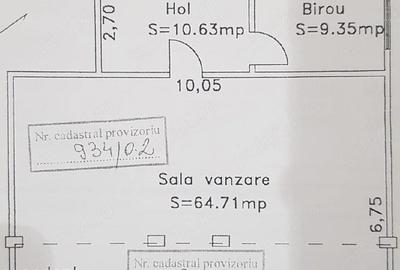 Hol
Birou
2,70
S=10.63mp
S=9.35mp
10,05
Nr. cadastral provizoriu
934/0.2
Sala vanzare
S=64.71mp
6,75
Nr. cadastral provizoriu